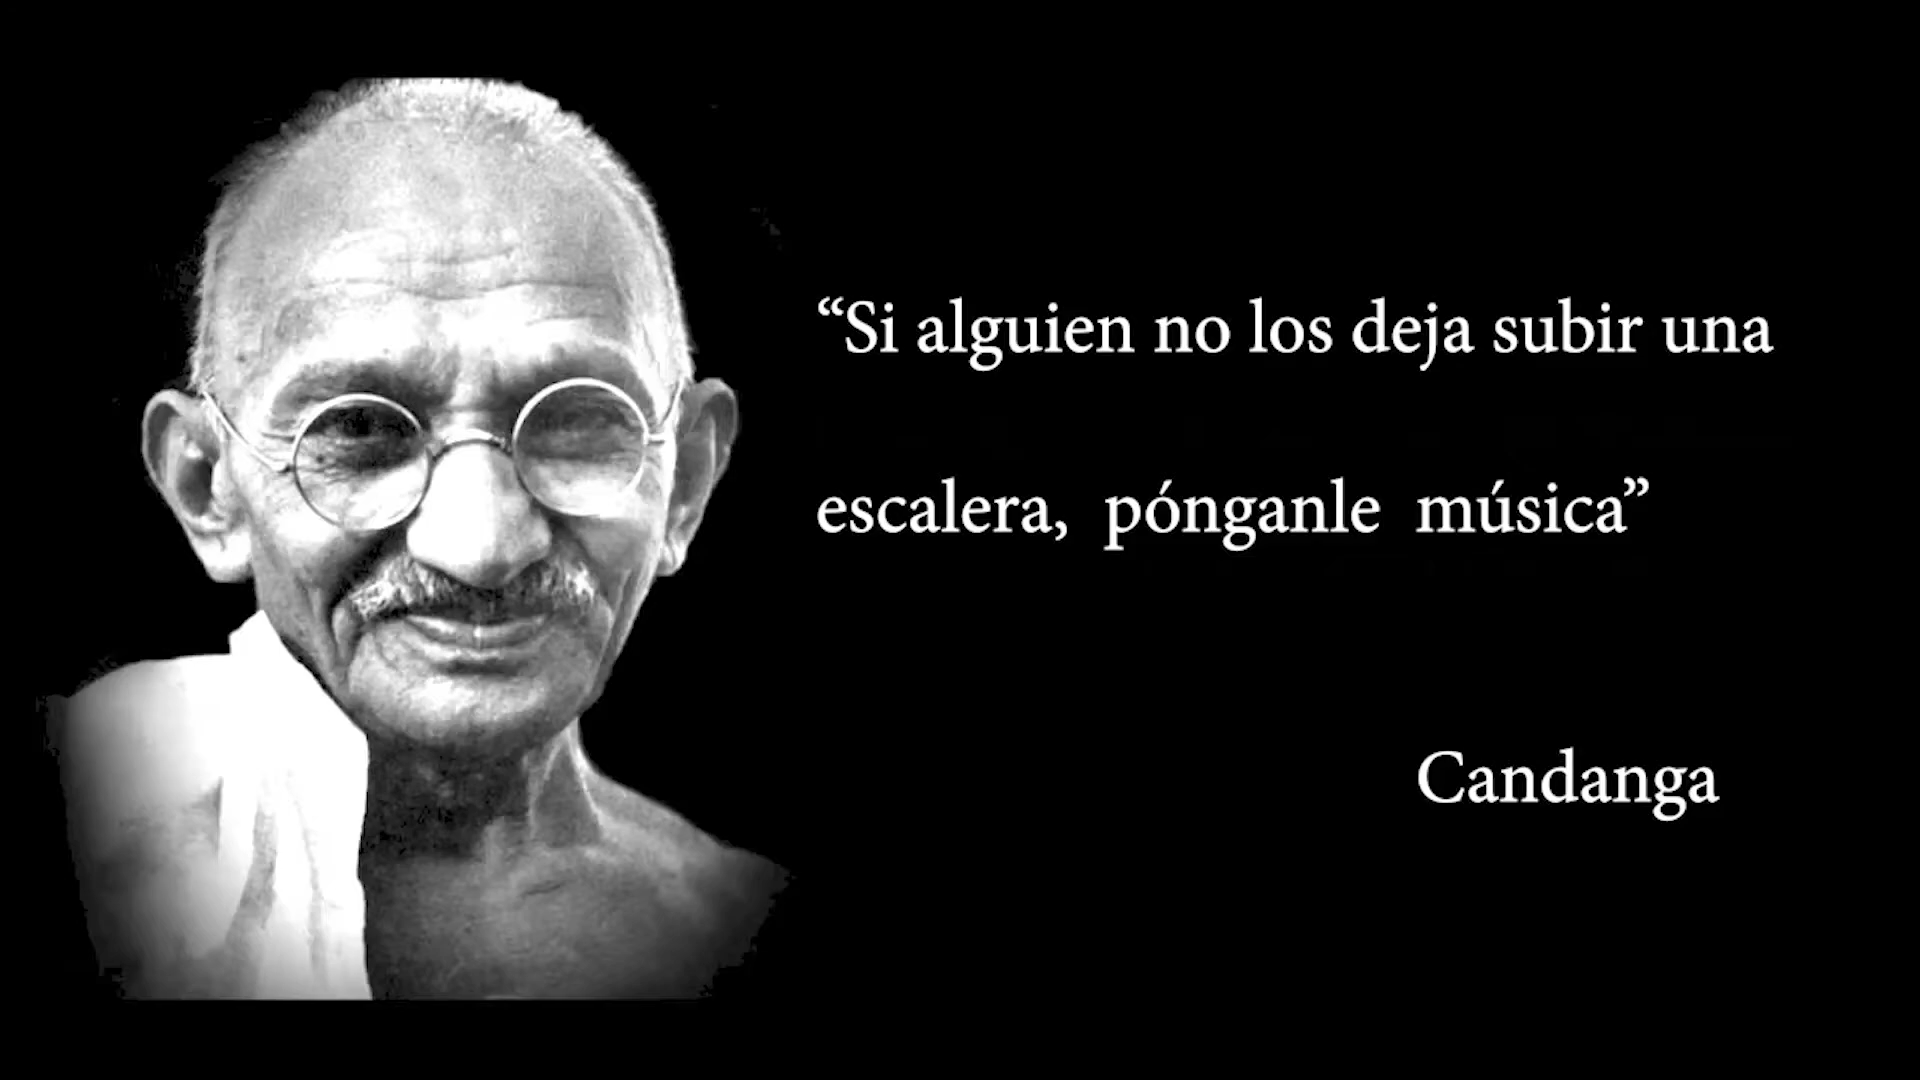 “Si alguien no los deja subir una
escalera, pónganle música”
Candanga